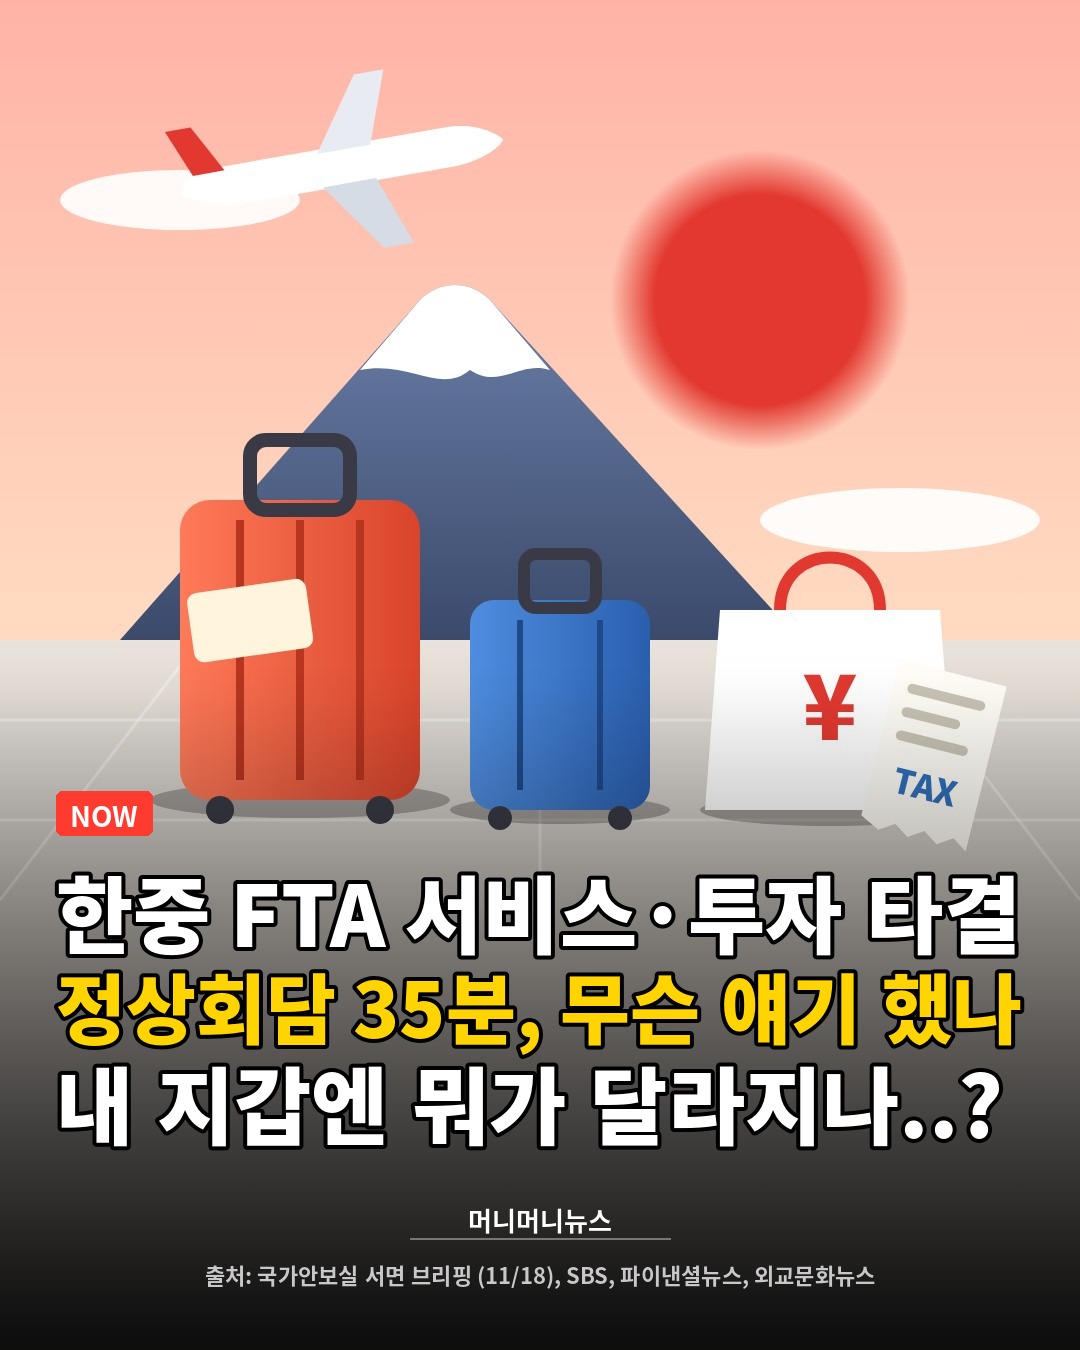 ¥
TAX
NOW
한중 FTA 서비스·투자 타결
정상회담 35분, 무슨 얘기 했나
내 지갑엔 뭐가 달라지나..?
머니머니뉴스
출처: 국가안보실 서면 브리핑 (11/18), SBS, 파이낸셜뉴스, 외교문화뉴스